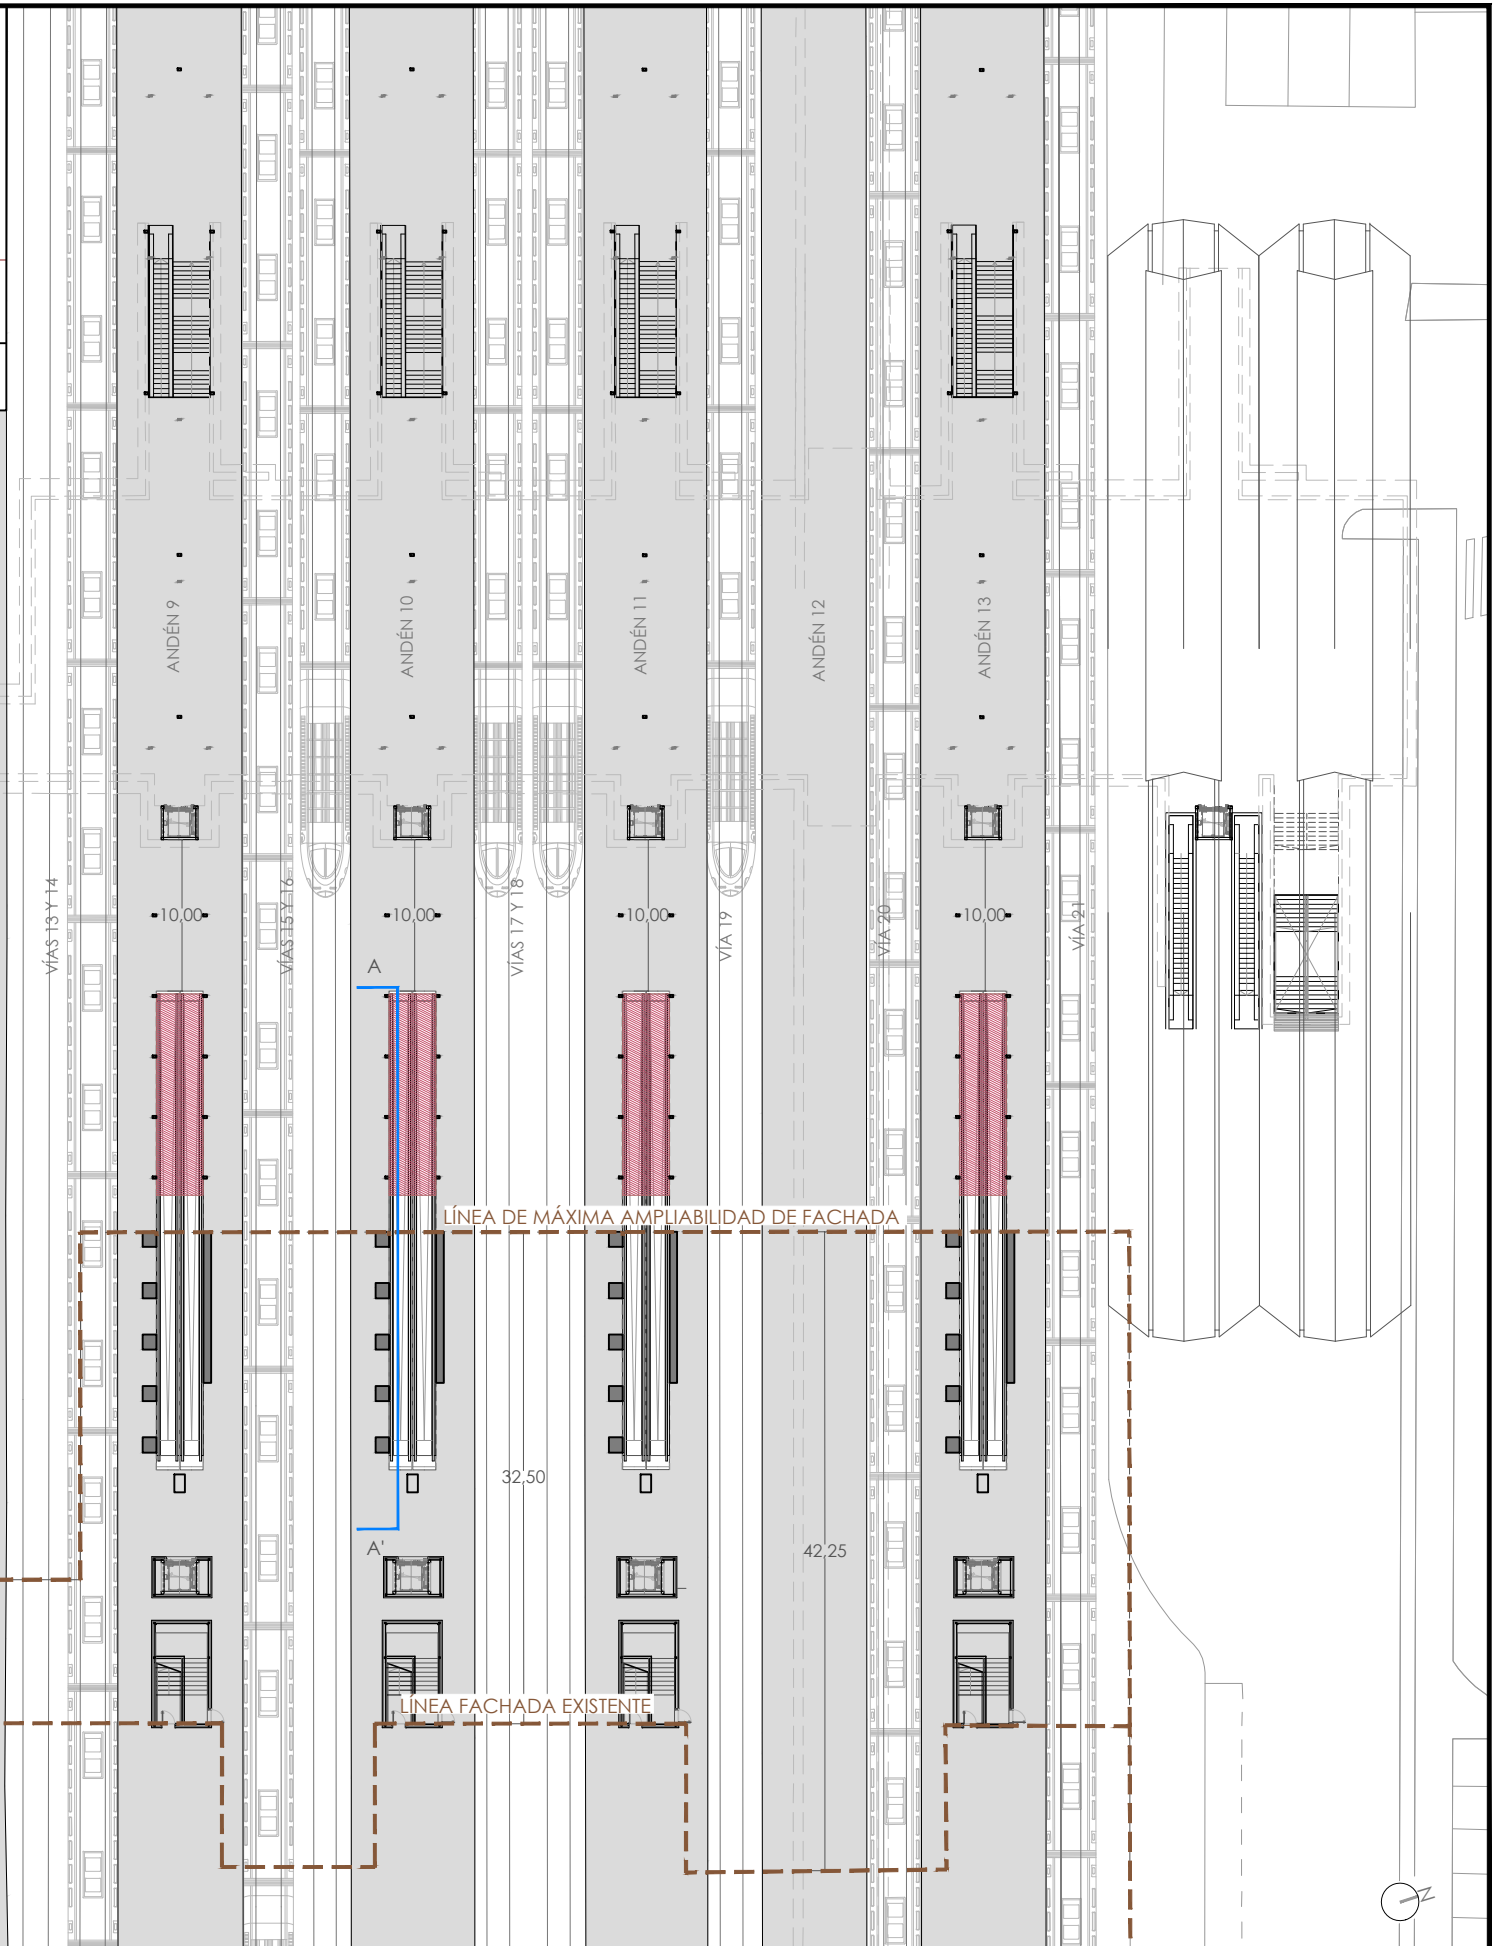 ANDÉN 9
ANDÉN 10
ANDÉN 11
ANDÉN 12
ANDÉN 13
VÍAS 13 Y 14
10,00
VÍAS 15 Y 16
10,00
VÍAS 17 Y 18
10,00
VÍA 19
VÍA 20
10,00
VÍA 21
A
LÍNEA DE MÁXIMA AMPLIABILIDAD DE FACHADA
32,50
A'
42,25
LÍNEA FACHADA EXISTENTE
N